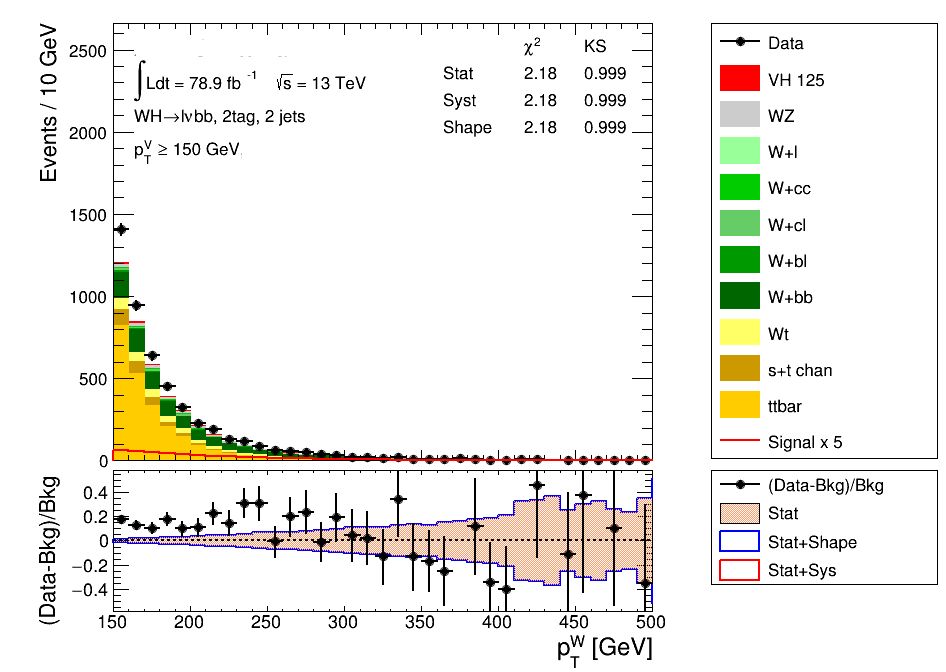 Events / 10 GeV
2500
2000
1500
1000
500
0
∫Ldt = 78.9 fb⁻¹ √s = 13 TeV
WH→lνbb, 2tag, 2 jets
p_T^V ≥ 150 GeV
χ² KS
Stat 2.18 0.999
Syst 2.18 0.999
Shape 2.18 0.999
Data
VH 125
WZ
W+l
W+cc
W+cl
W+bl
W+bb
Wt
s+t chan
ttbar
Signal x 5
(Data-Bkg)/Bkg
0.4
0.2
0
−0.2
−0.4
150 200 250 300 350 400 450 500
p_T^W [GeV]
(Data-Bkg)/Bkg
Stat
Stat+Shape
Stat+Sys